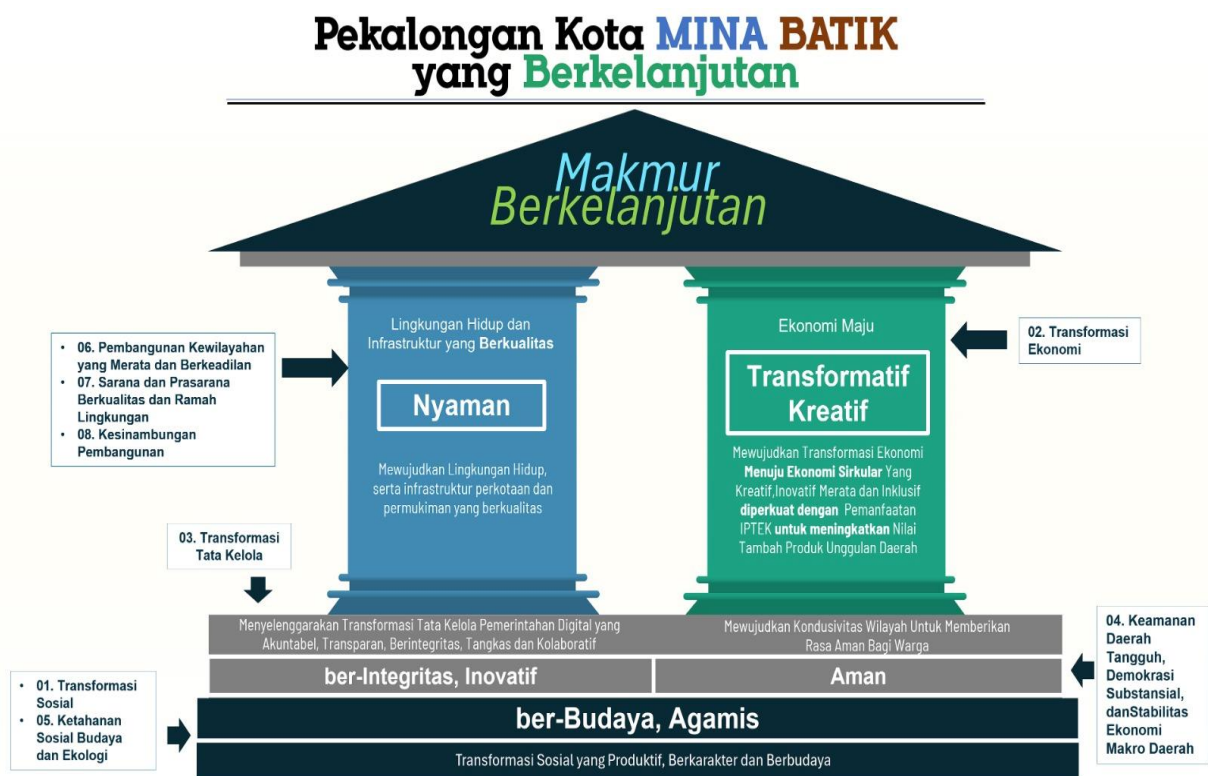 Pekalongan Kota MINA BATIK
yang Berkelanjutan
Makmur
Berkelanjutan
Lingkungan Hidup dan
Infrastruktur yang Berkualitas
Nyaman
Mewujudkan Lingkungan Hidup,
serta infrastruktur perkotaan dan
permukiman yang berkualitas
Ekonomi Maju
Transformatif
Kreatif
Mewujudkan Transformasi Ekonomi
Menuju Ekonomi Sirkular Yang
Kreatif,Inovatif Merata dan Inklusif
diperkuat dengan Pemanfaatan
IPTEK untuk meningkatkan Nilai
Tambah Produk Unggulan Daerah
• 06. Pembangunan Kewilayahan
yang Merata dan Berkeadilan
• 07. Sarana dan Prasarana
Berkualitas dan Ramah
Lingkungan
• 08. Kesinambungan
Pembangunan
02. Transformasi
Ekonomi
03. Transformasi
Tata Kelola
Menyelenggarakan Transformasi Tata Kelola Pemerintahan Digital yang
Akuntabel, Transparan, Berintegritas, Tangkas dan Kolaboratif
Mewujudkan Kondusivitas Wilayah Untuk Memberikan
Rasa Aman Bagi Warga
ber-Integritas, Inovatif
Aman
04. Keamanan
Daerah
Tangguh,
Demokrasi
Substansial,
danStabilitas
Ekonomi
Makro Daerah
• 01. Transformasi
Sosial
• 05. Ketahanan
Sosial Budaya
dan Ekologi
ber-Budaya, Agamis
Transformasi Sosial yang Produktif, Berkarakter dan Berbudaya